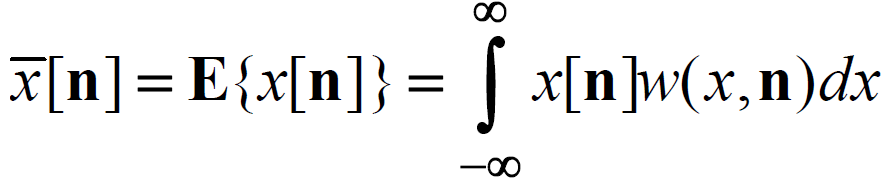 x̄[𝐧] = 𝐄{x[𝐧]} = ∫_{−∞}^{∞} x[𝐧]w(x,𝐧)dx